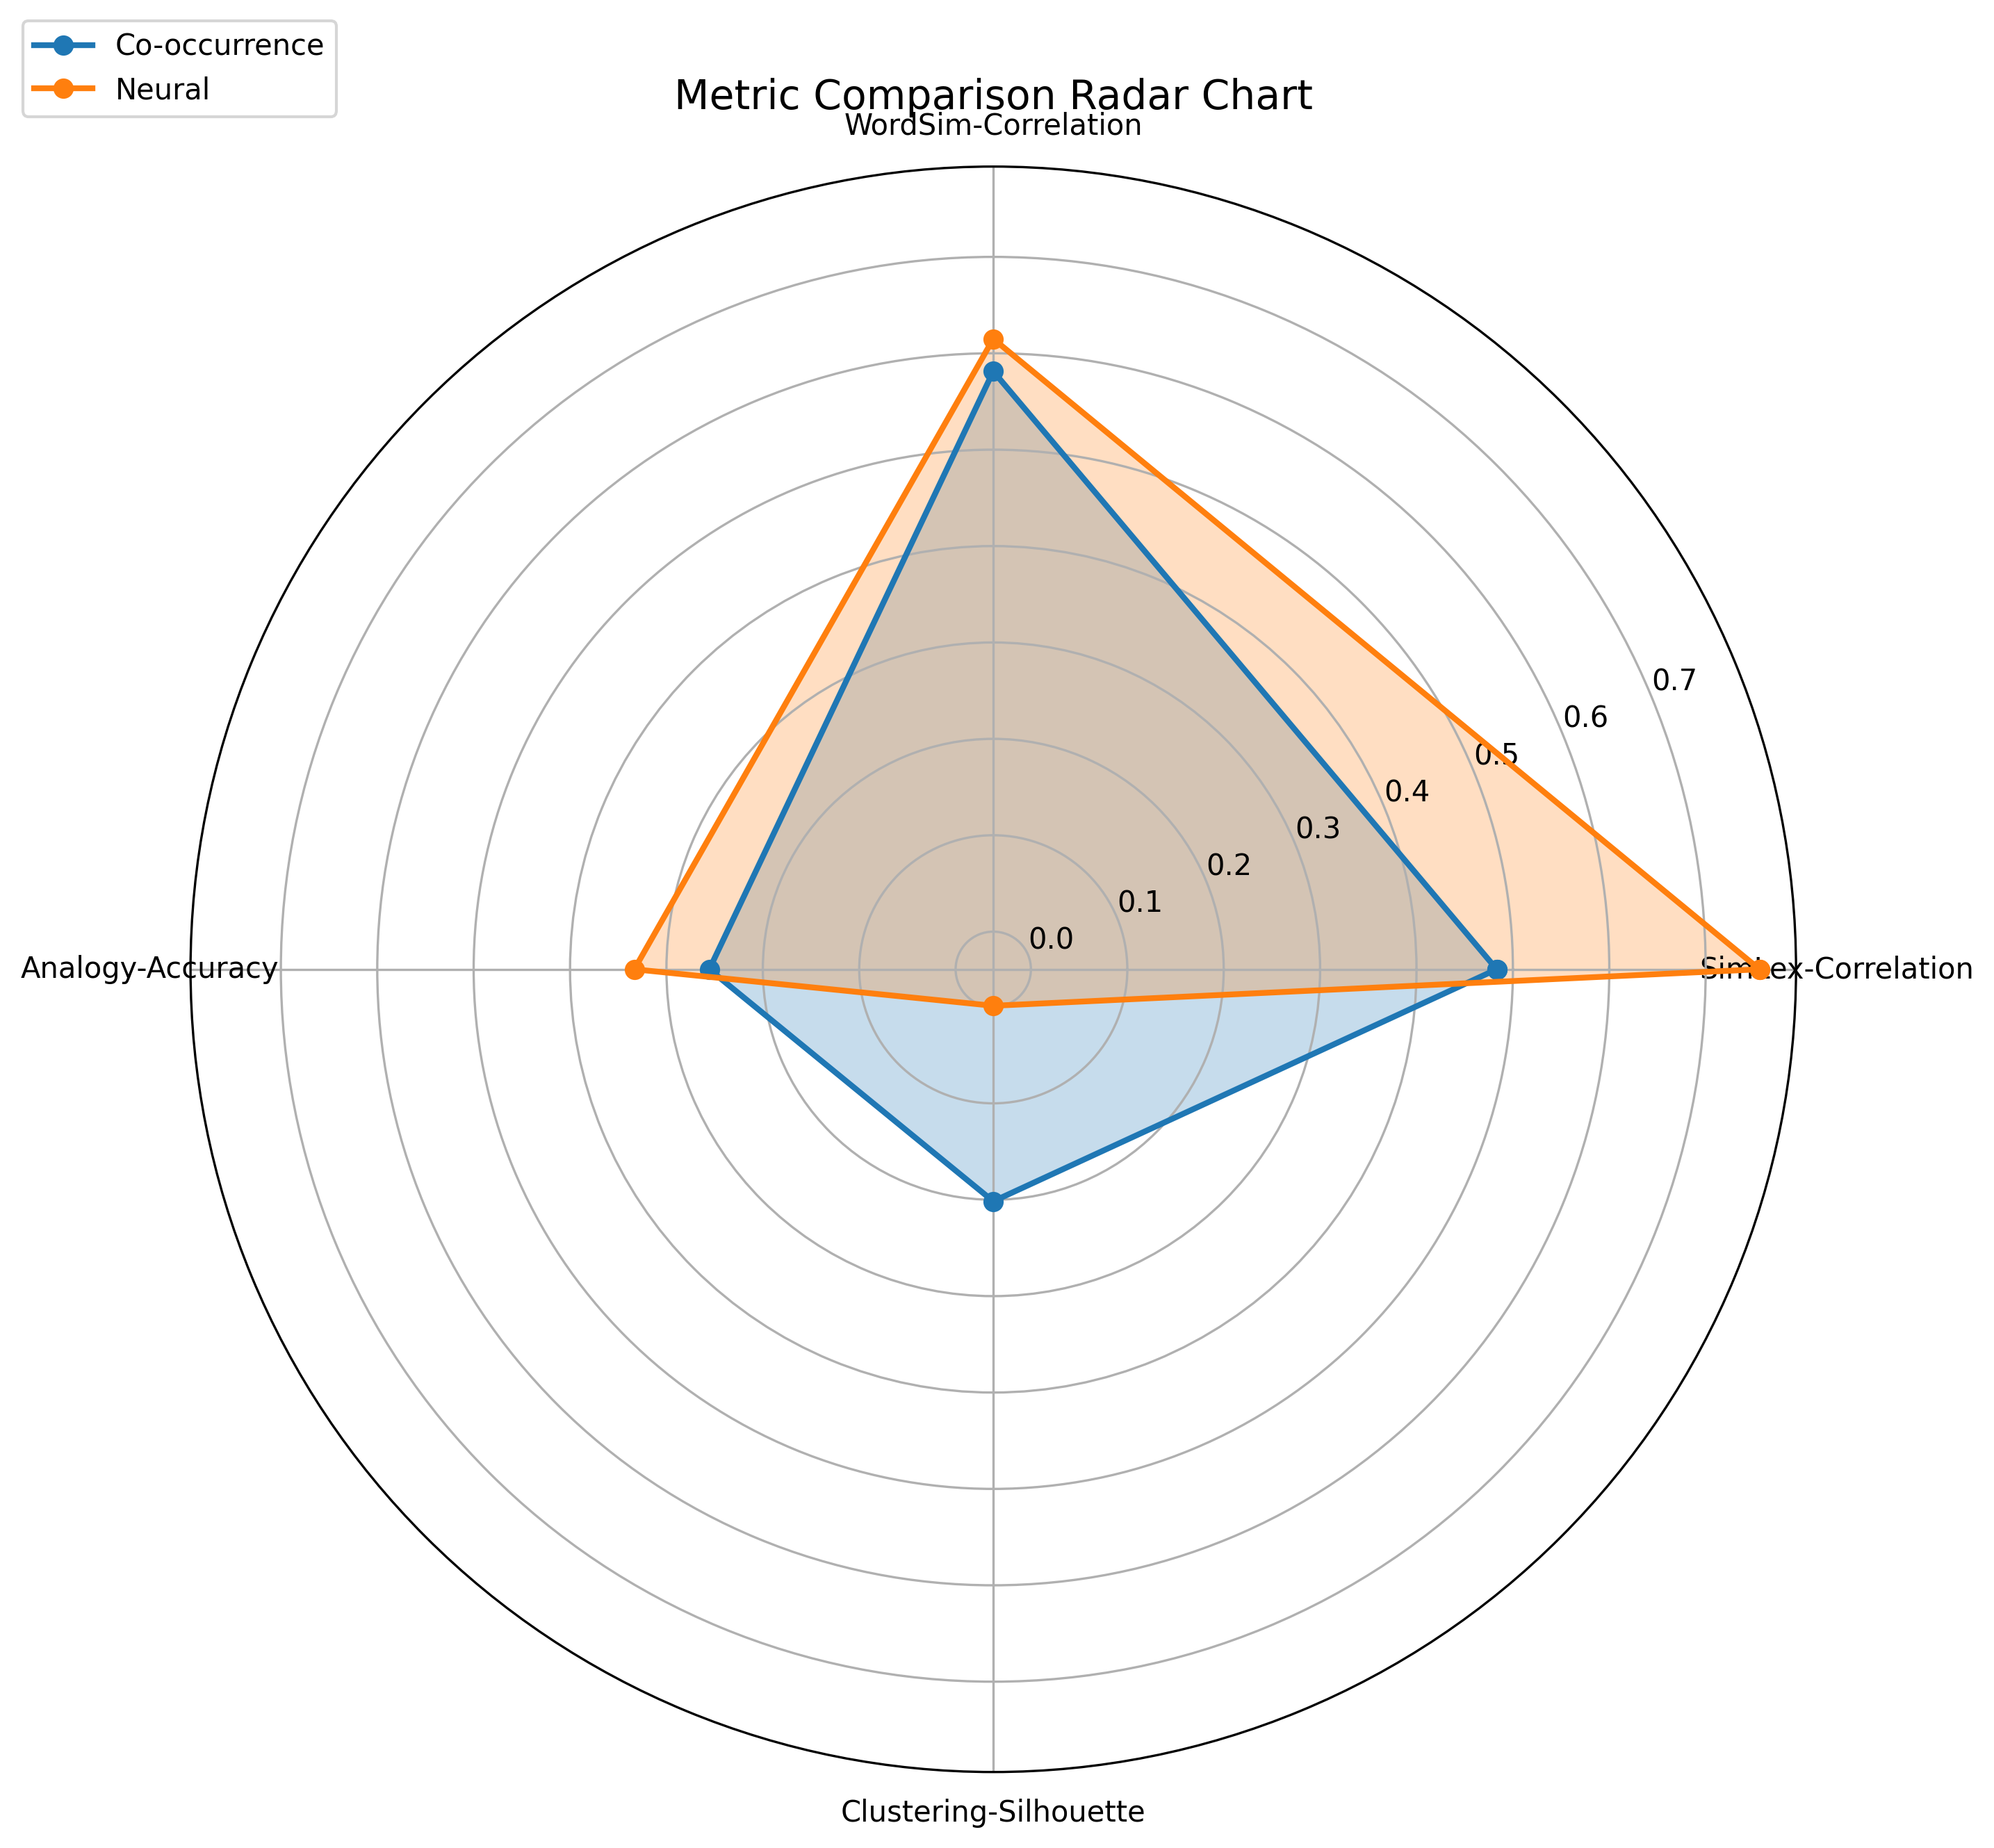 Co-occurrence
Neural
Metric Comparison Radar Chart
WordSim-Correlation
0.7
0.6
0.5
0.4
0.3
0.2
0.1
0.0
Analogy-Accuracy
SimLex-Correlation
Clustering-Silhouette